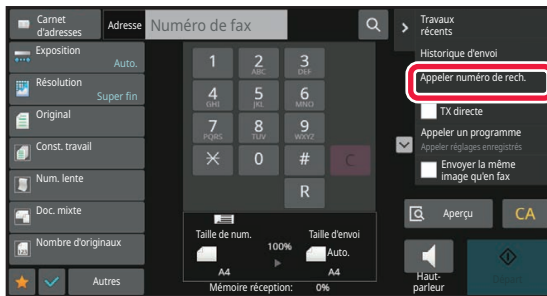 Carnet
d'adresses
Adresse
Numéro de fax
Exposition
Auto.
Résolution
Super fin
Original
Const. travail
Num. lente
Doc. mixte
Nombre d'originaux
Autres
1
2
ABC
3
DEF
4
GHI
5
JKL
6
MNO
7
PQRS
8
TUV
9
WXYZ
0
#
C
R
Taille de num.
100%
Taille d'envoi
Auto.
A4
A4
Mémoire réception: 0%
Travaux
récents
Historique d'envoi
Appeler numéro de rech.
TX directe
Appeler un programme
Appeler réglages enregistrés
Envoyer la même
image qu'en fax
Aperçu
CA
Haut-
parleur